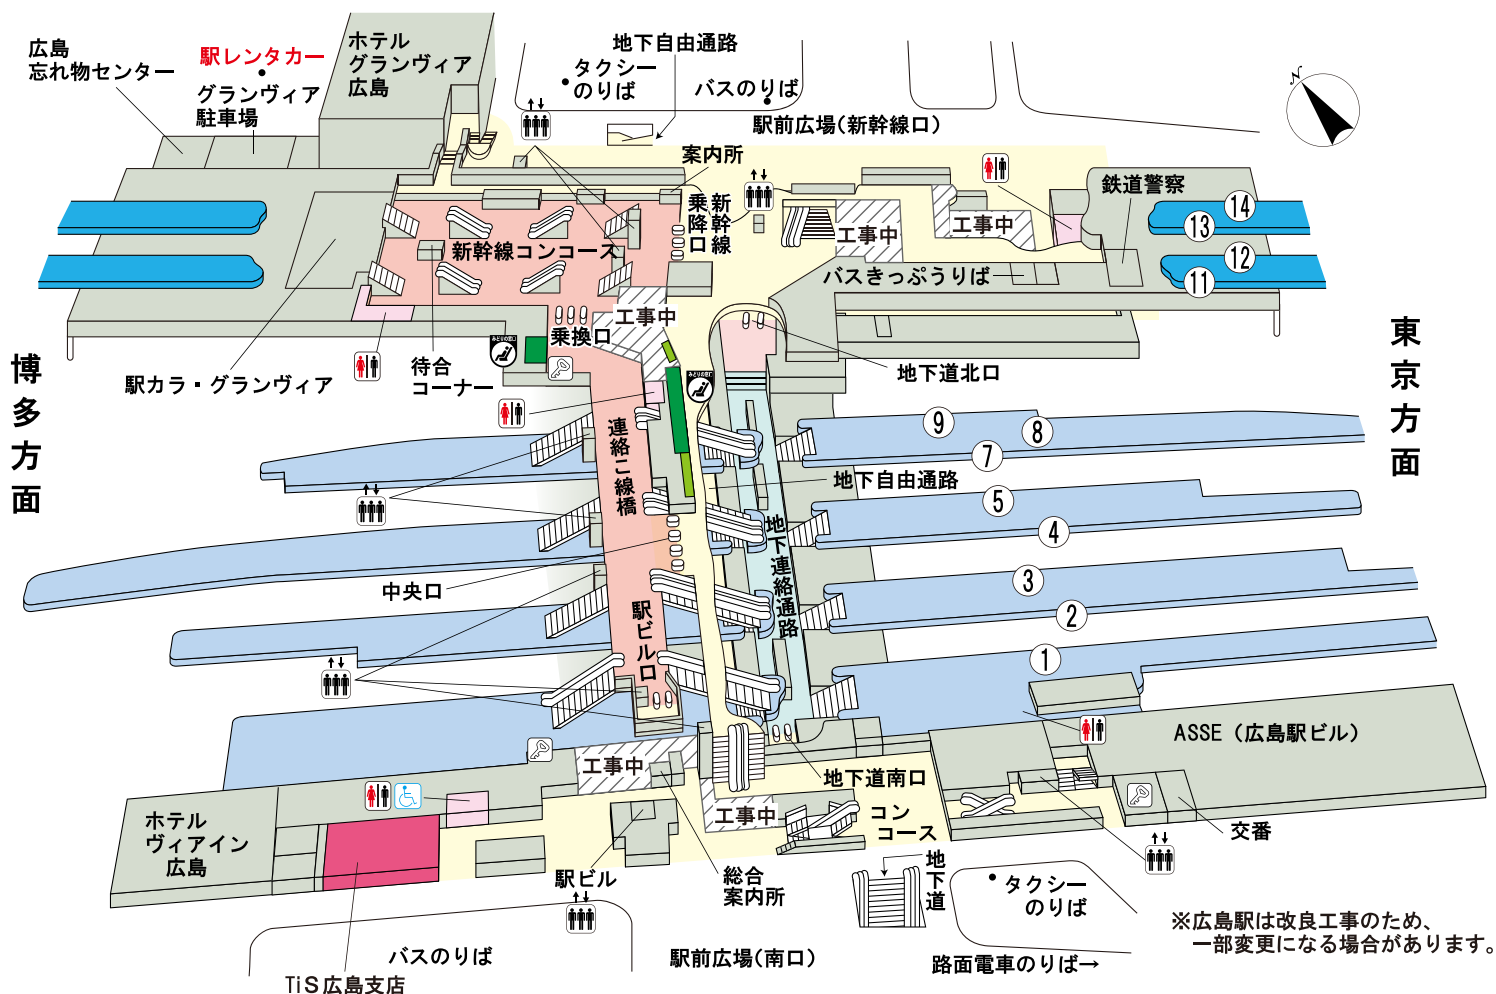 広島
忘れ物センター
駅レンタカー
グランヴィア
駐車場
ホテル
グランヴィア
広島
地下自由通路
タクシー
のりば
バスのりば
駅前広場(新幹線口)
N
案内所
新幹線
乗降口
鉄道警察
工事中
工事中
新幹線コンコース
バスきっぷうりば
14
13
12
11
工事中
乗換口
みどりの窓口
みどりの窓口
待合
コーナー
駅カラ・グランヴィア
地下道北口
博多方面
東京方面
連絡こ線橋
9
8
7
地下自由通路
5
4
地下連絡通路
中央口
3
2
駅ビル口
1
ASSE(広島駅ビル)
工事中
地下道南口
工事中
コン
コース
ホテル
ヴィアイン
広島
交番
駅ビル
総合
案内所
地下道
タクシー
のりば
※広島駅は改良工事のため、
一部変更になる場合があります。
バスのりば
駅前広場(南口)
路面電車のりば→
TiS広島支店